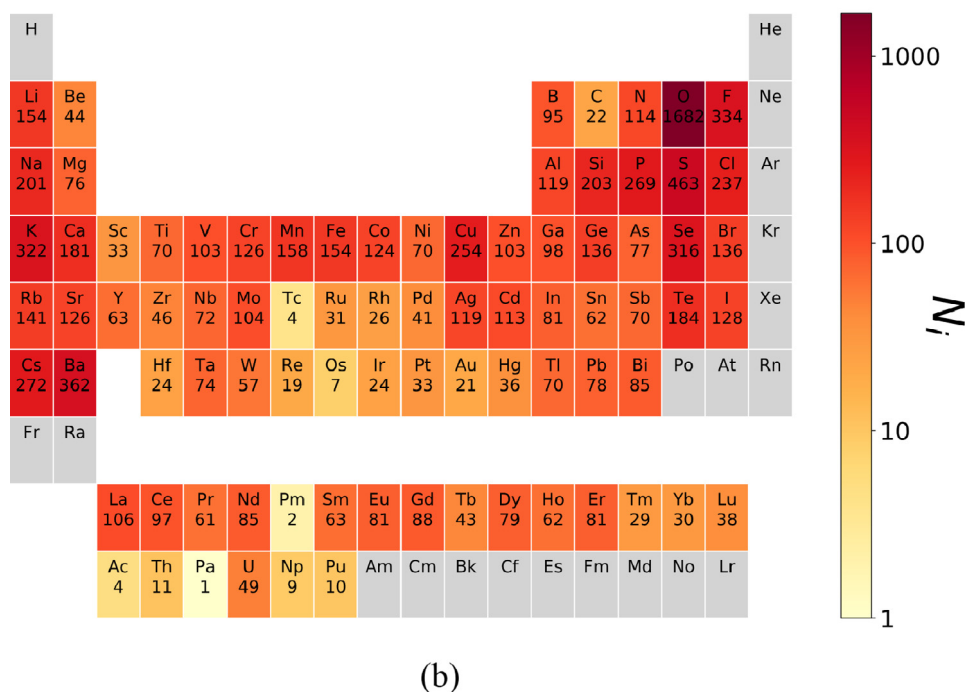 H He
Li Be B C N O F Ne
154 44 95 22 114 1682 334
Na Mg Al Si P S Cl Ar
201 76 119 203 269 463 237
K Ca Sc Ti V Cr Mn Fe Co Ni Cu Zn Ga Ge As Se Br Kr
322 181 33 70 103 126 158 154 124 70 254 103 98 136 77 316 136
Rb Sr Y Zr Nb Mo Tc Ru Rh Pd Ag Cd In Sn Sb Te I Xe
141 126 63 46 72 104 4 31 26 41 119 113 81 62 70 184 128
Cs Ba Hf Ta W Re Os Ir Pt Au Hg Tl Pb Bi Po At Rn
272 362 24 74 57 19 7 24 33 21 36 70 78 85
Fr Ra
La Ce Pr Nd Pm Sm Eu Gd Tb Dy Ho Er Tm Yb Lu
106 97 61 85 2 63 81 88 43 79 62 81 29 30 38
Ac Th Pa U Np Pu Am Cm Bk Cf Es Fm Md No Lr
4 11 1 49 9 10
1000
100
10
1
N_i
(b)